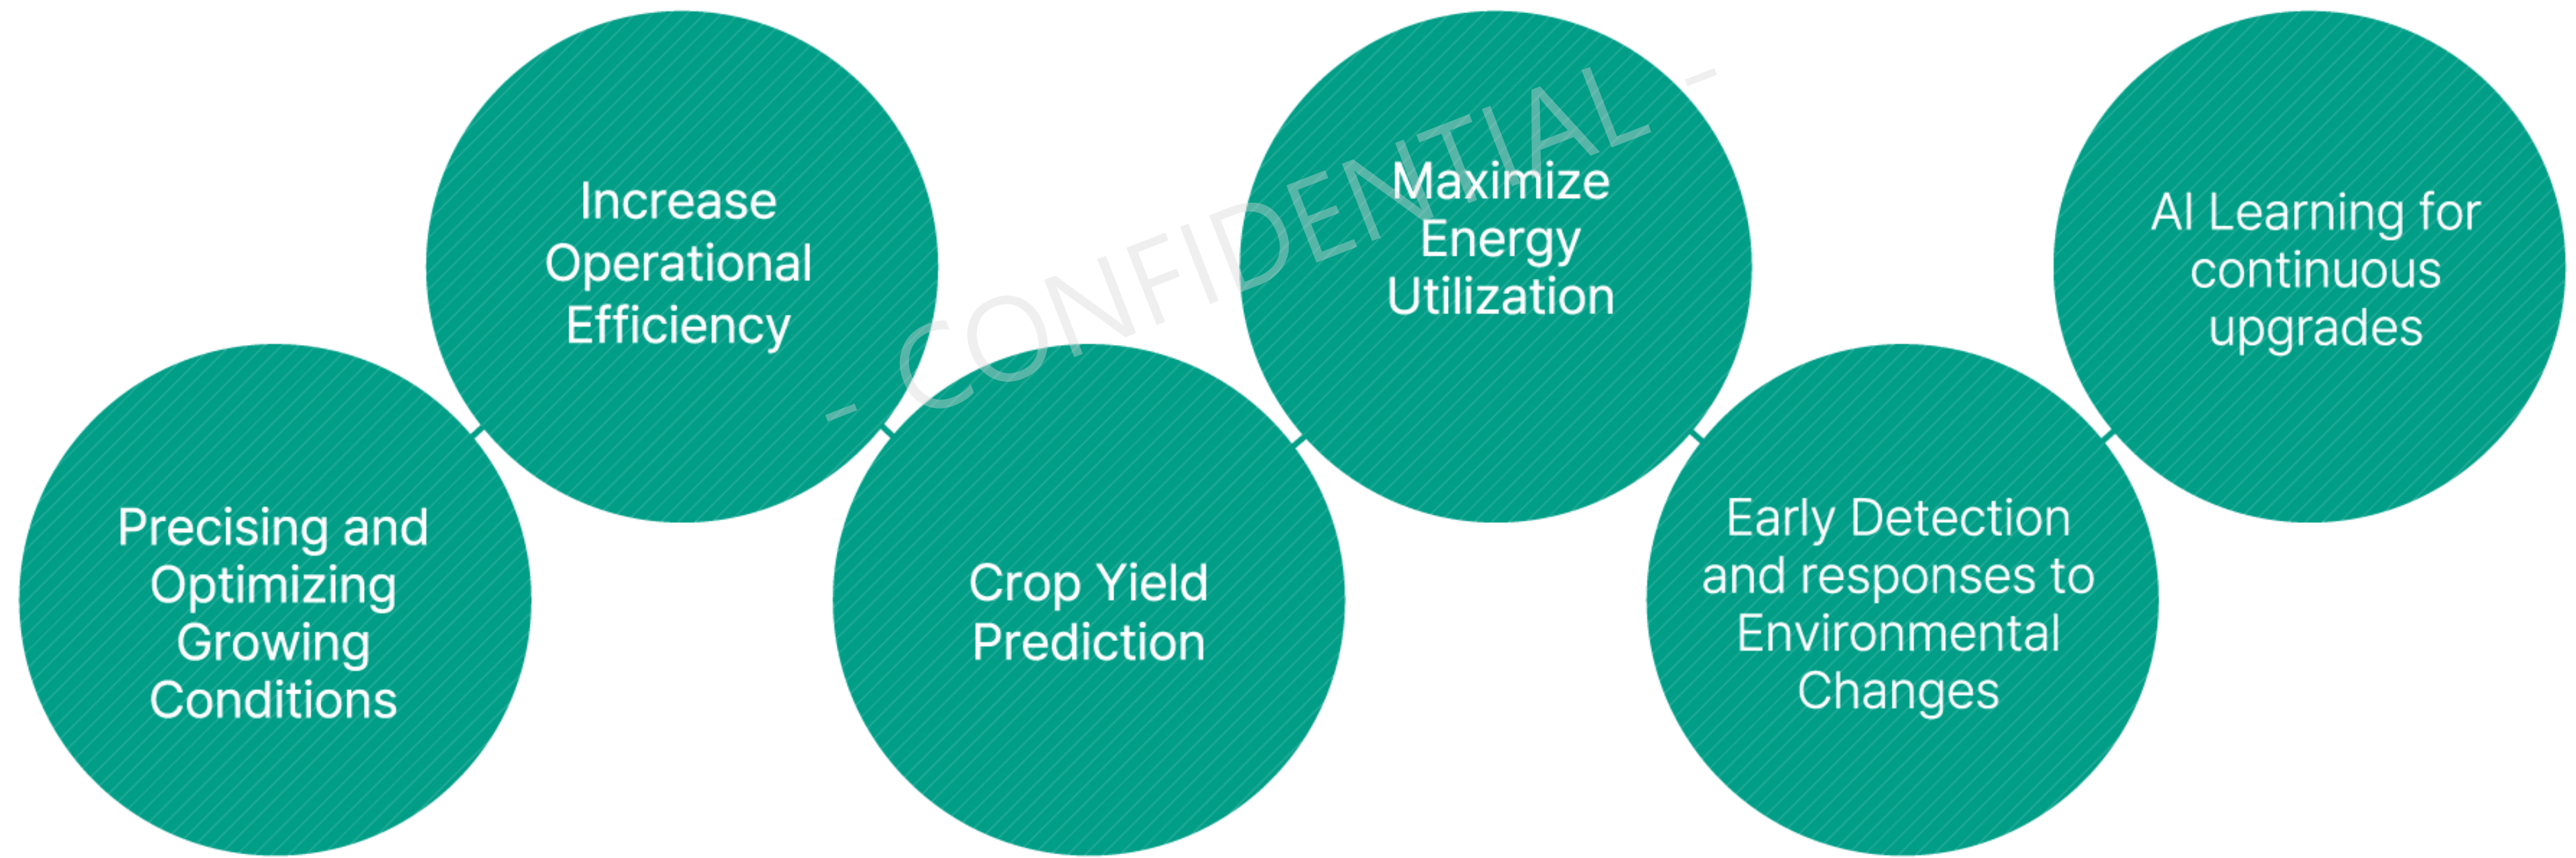 Precising and
Optimizing
Growing
Conditions
Increase
Operational
Efficiency
Crop Yield
Prediction
Maximize
Energy
Utilization
Early Detection
and responses to
Environmental
Changes
AI Learning for
continuous
upgrades
- CONFIDENTIAL -